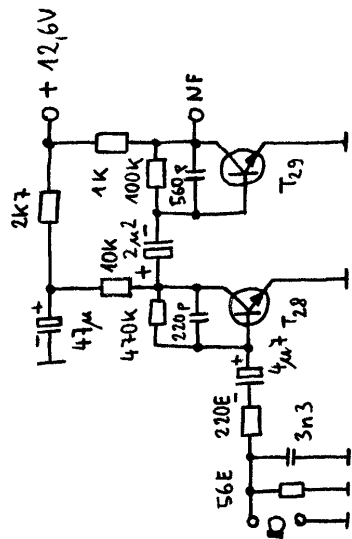 + 12,6V
2K7
1K
NF
100K
560p
T29
- +
47µ
10K
+ -
2µ2
470K
220p
T28
+ -
4µ7
220E
56E
3n3